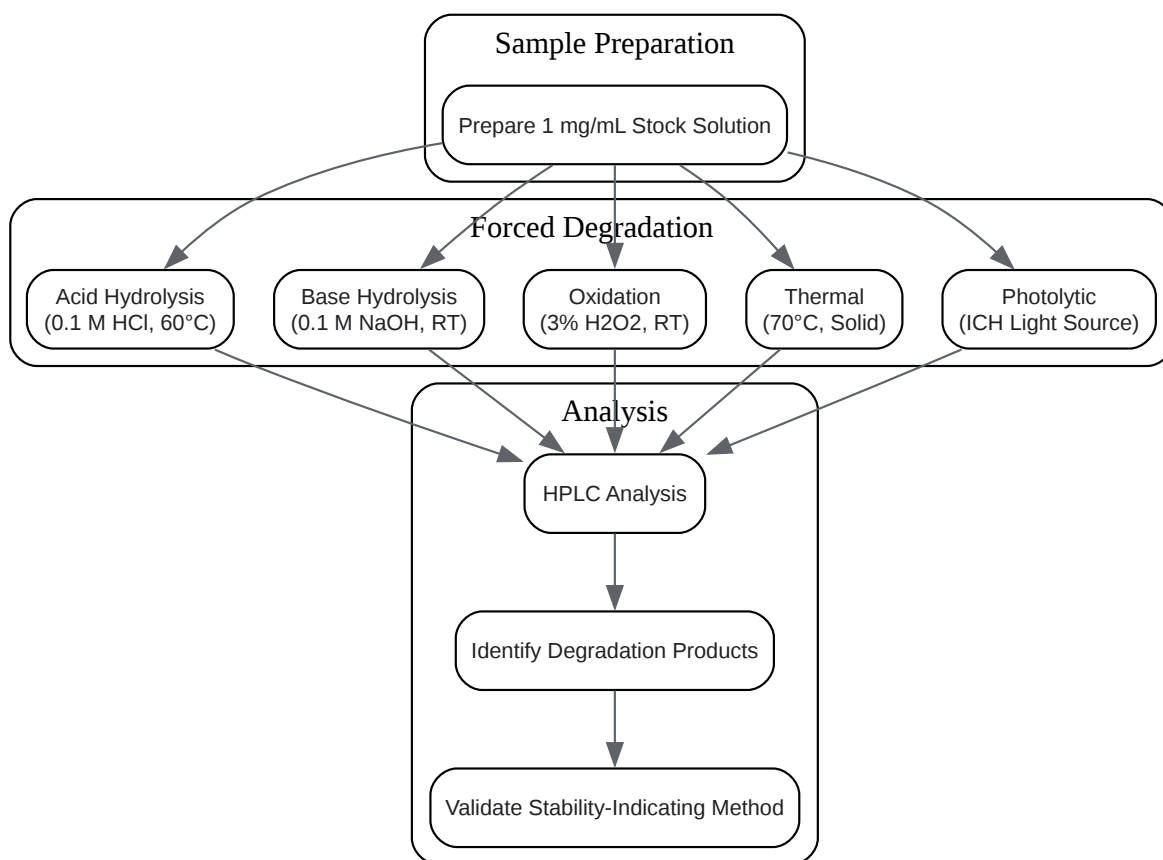 Sample Preparation
Prepare 1 mg/mL Stock Solution
Forced Degradation
Acid Hydrolysis
(0.1 M HCl, 60°C)
Base Hydrolysis
(0.1 M NaOH, RT)
Oxidation
(3% H2O2, RT)
Thermal
(70°C, Solid)
Photolytic
(ICH Light Source)
Analysis
HPLC Analysis
Identify Degradation Products
Validate Stability-Indicating Method